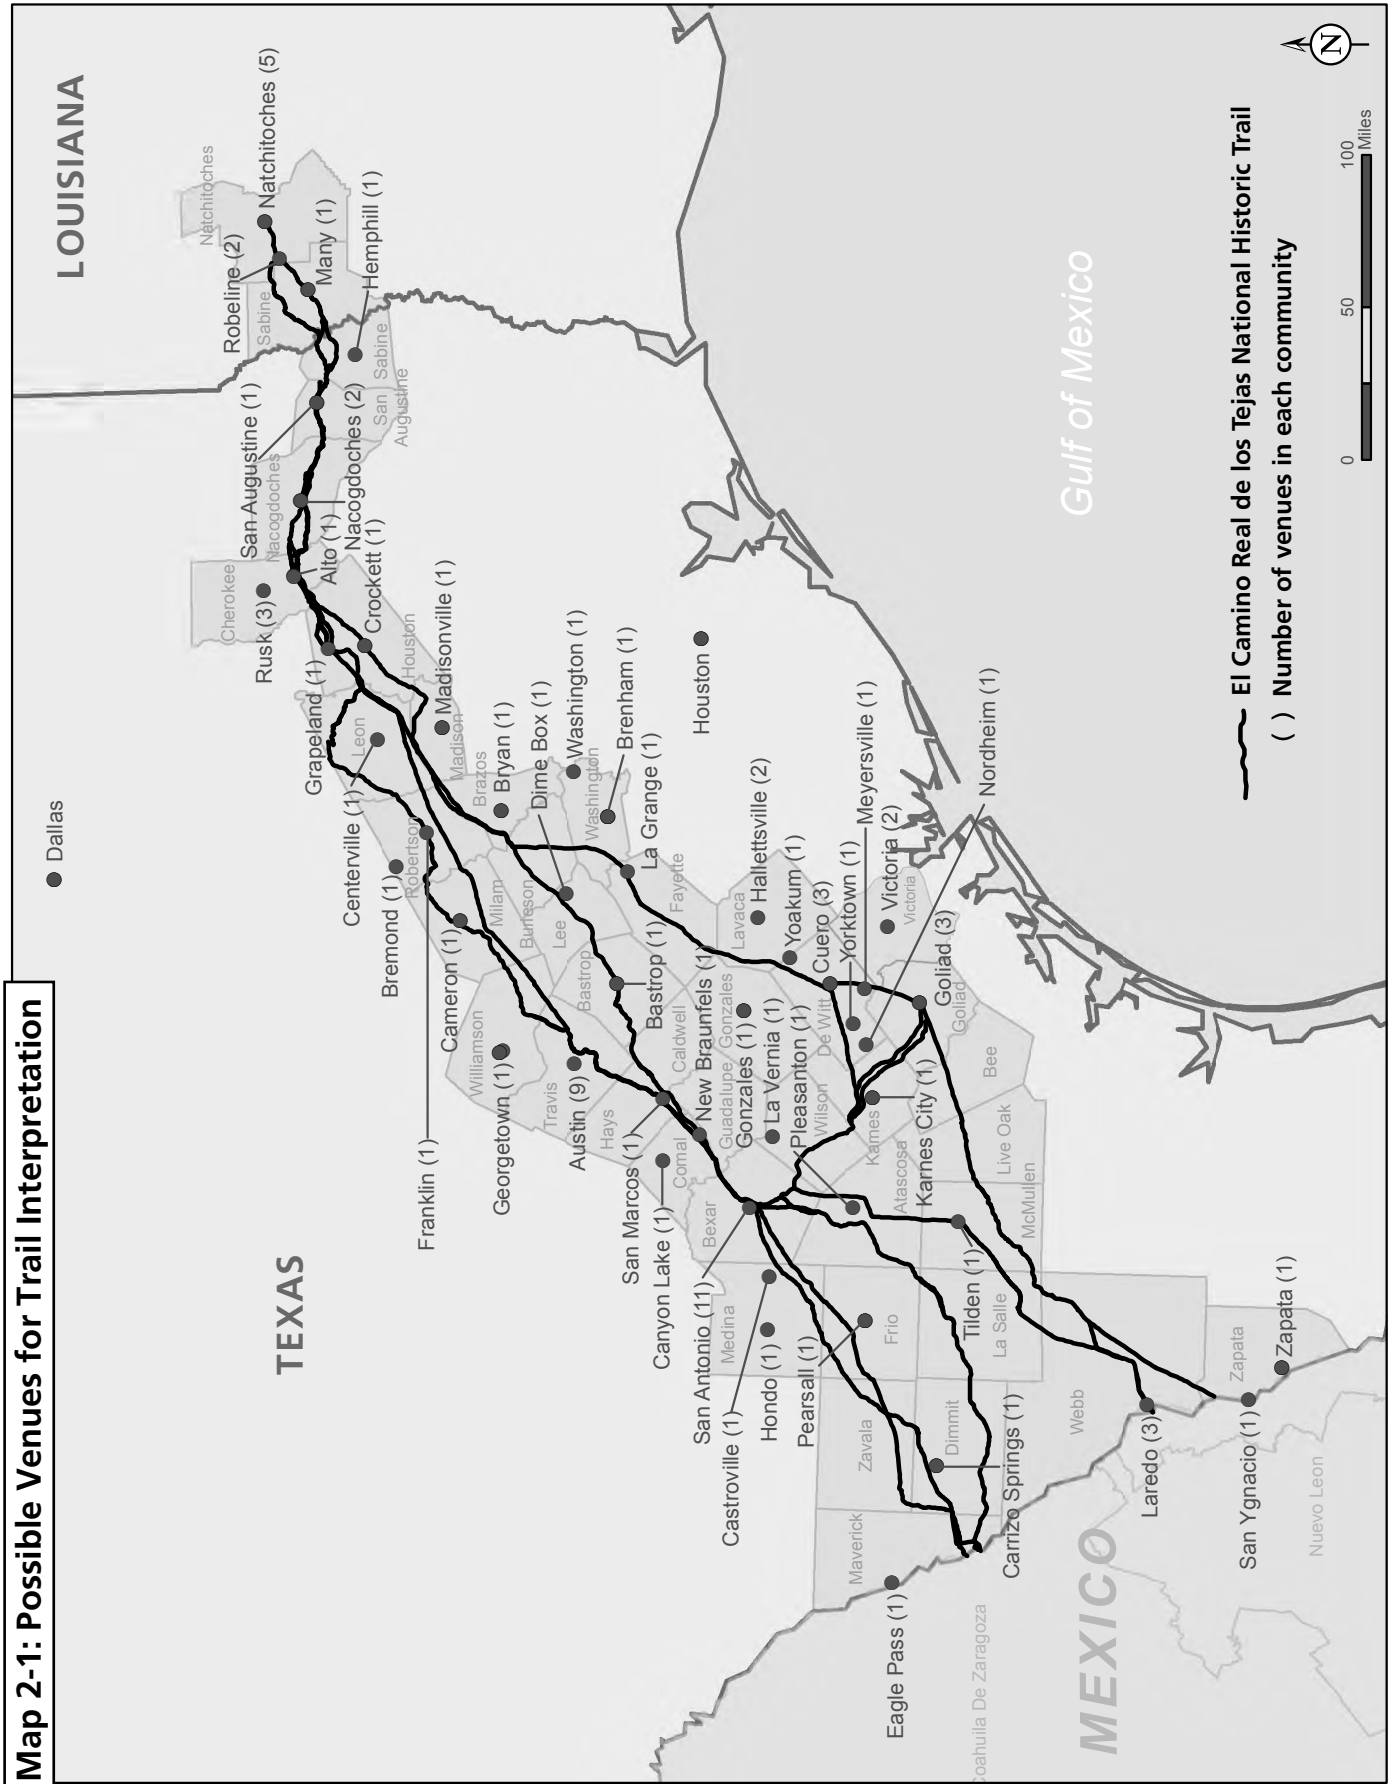 Map 2-1: Possible Venues for Trail Interpretation
LOUISIANA
TEXAS
MEXICO
Gulf of Mexico
Dallas
Houston
Natchitoches (5)
Natchitoches
Robeline (2)
Many (1)
Hemphill (1)
Sabine
Sabine
San Augustine (1)
San
Augustine
Nacogdoches (2)
Nacogdoches
Alto (1)
Cherokee
Rusk (3)
Crockett (1)
Houston
Grapeland (1)
Madisonville (1)
Madison
Leon
Centerville (1)
Bryan (1)
Brazos
Robertson
Bremond (1)
Franklin (1)
Dime Box (1)
Washington (1)
Washington
Brenham (1)
La Grange (1)
Fayette
Cameron (1)
Milam
Burleson
Lee
Williamson
Georgetown (1)
Bastrop
Bastrop (1)
Travis
Austin (9)
Hays
Caldwell
San Marcos (1)
Comal
Canyon Lake (1)
New Braunfels (1)
Guadalupe
Gonzales
Gonzales (1)
La Vernia (1)
Pleasanton (1)
Lavaca
Hallettsville (2)
Yoakum (1)
Cuero (3)
Yorktown (1)
Meyersville (1)
Victoria (2)
Victoria
Nordheim (1)
De Witt
Goliad (3)
Goliad
Wilson
Karnes
Karnes City (1)
Bee
Live Oak
Atascosa
McMullen
Tilden (1)
Bexar
San Antonio (11)
Medina
Castroville (1)
Hondo (1)
Pearsall (1)
Frio
La Salle
Zavala
Dimmit
Carrizo Springs (1)
Maverick
Eagle Pass (1)
Webb
Laredo (3)
Zapata
San Ygnacio (1)
Zapata (1)
Nuevo Leon
Coahuila De Zaragoza
El Camino Real de los Tejas National Historic Trail
( ) Number of venues in each community
0 50 100
Miles
N